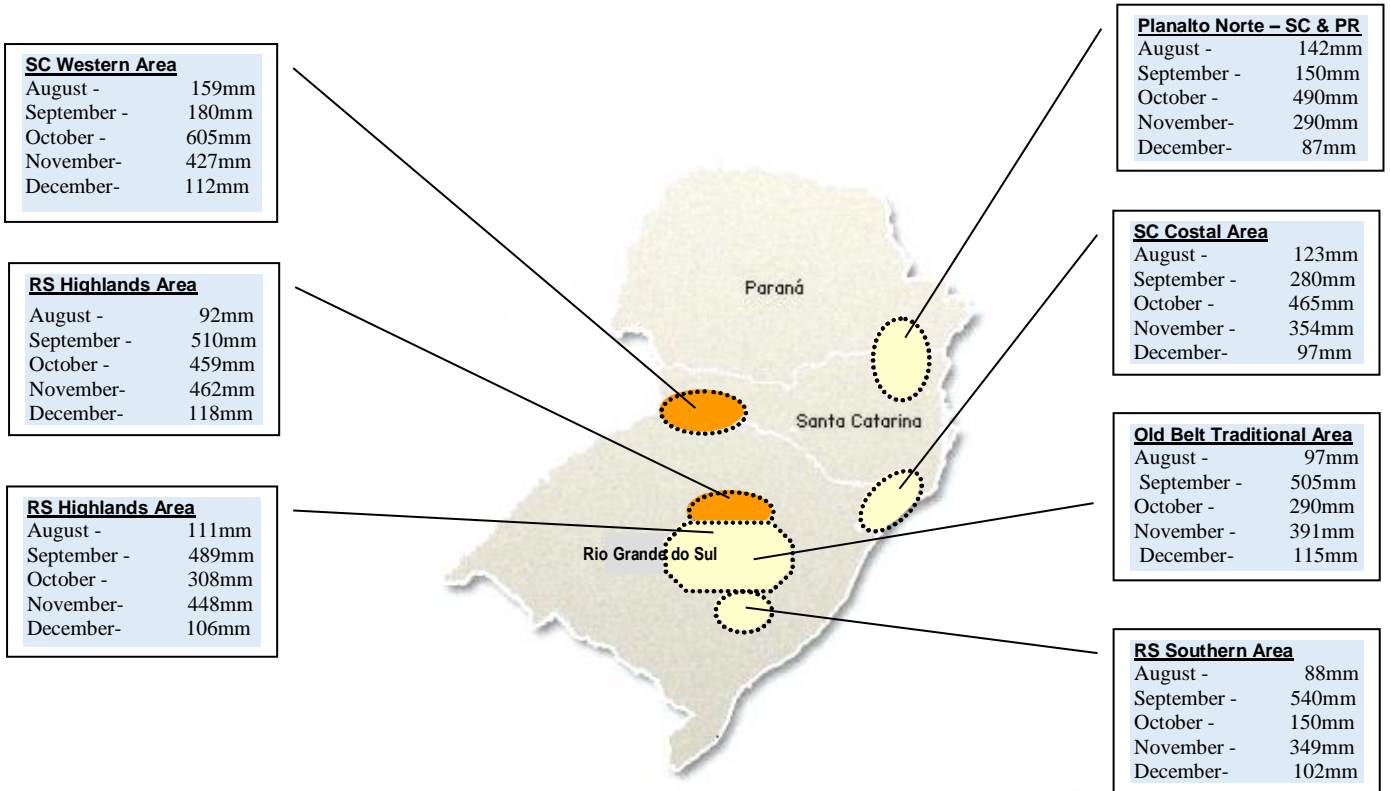 SC Western Area
August - 159mm
September - 180mm
October - 605mm
November- 427mm
December- 112mm
RS Highlands Area
August - 92mm
September - 510mm
October - 459mm
November- 462mm
December- 118mm
RS Highlands Area
August - 111mm
September - 489mm
October - 308mm
November- 448mm
December- 106mm
Paraná
Santa Catarina
Rio Grande do Sul
Planalto Norte – SC & PR
August - 142mm
September - 150mm
October - 490mm
November- 290mm
December- 87mm
SC Costal Area
August - 123mm
September - 280mm
October - 465mm
November - 354mm
December- 97mm
Old Belt Traditional Area
August - 97mm
September - 505mm
October - 290mm
November - 391mm
December- 115mm
RS Southern Area
August - 88mm
September - 540mm
October - 150mm
November - 349mm
December- 102mm